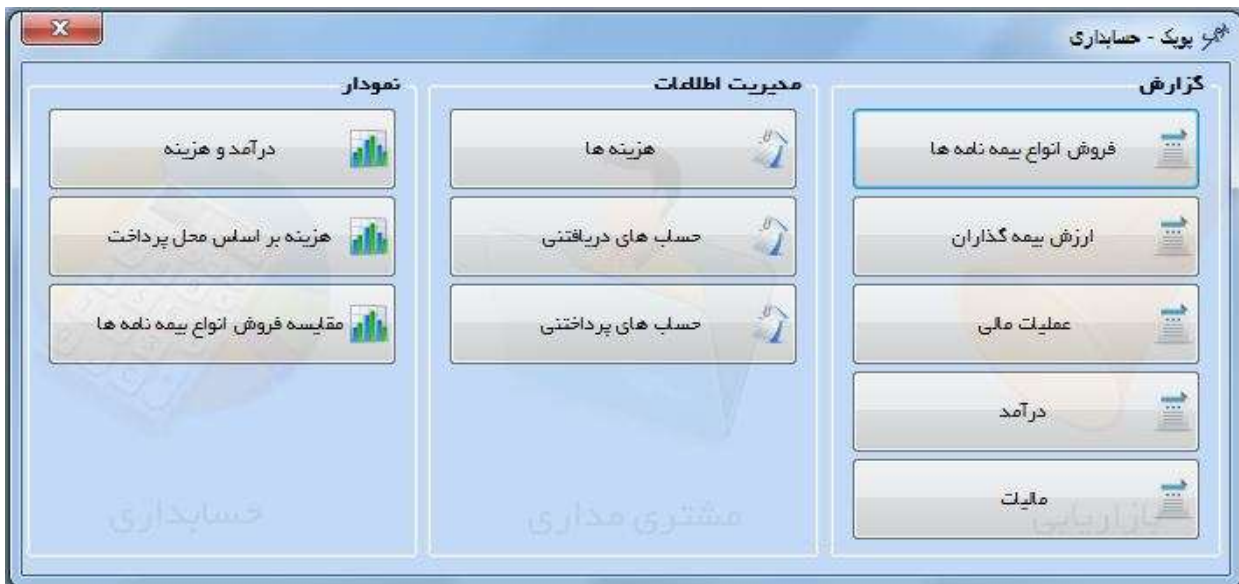 پوپک - حسابداری
گزارش
فروش انواع بیمه نامه ها
ارزش بیمه گذاران
عملیات مالی
درآمد
مالیات
مدیریت اطلاعات
هزینه ها
حساب های دریافتنی
حساب های پرداختنی
نمودار
درآمد و هزینه
هزینه بر اساس محل پرداخت
مقایسه فروش انواع بیمه نامه ها
بازاریابی
مشتری مداری
حسابداری